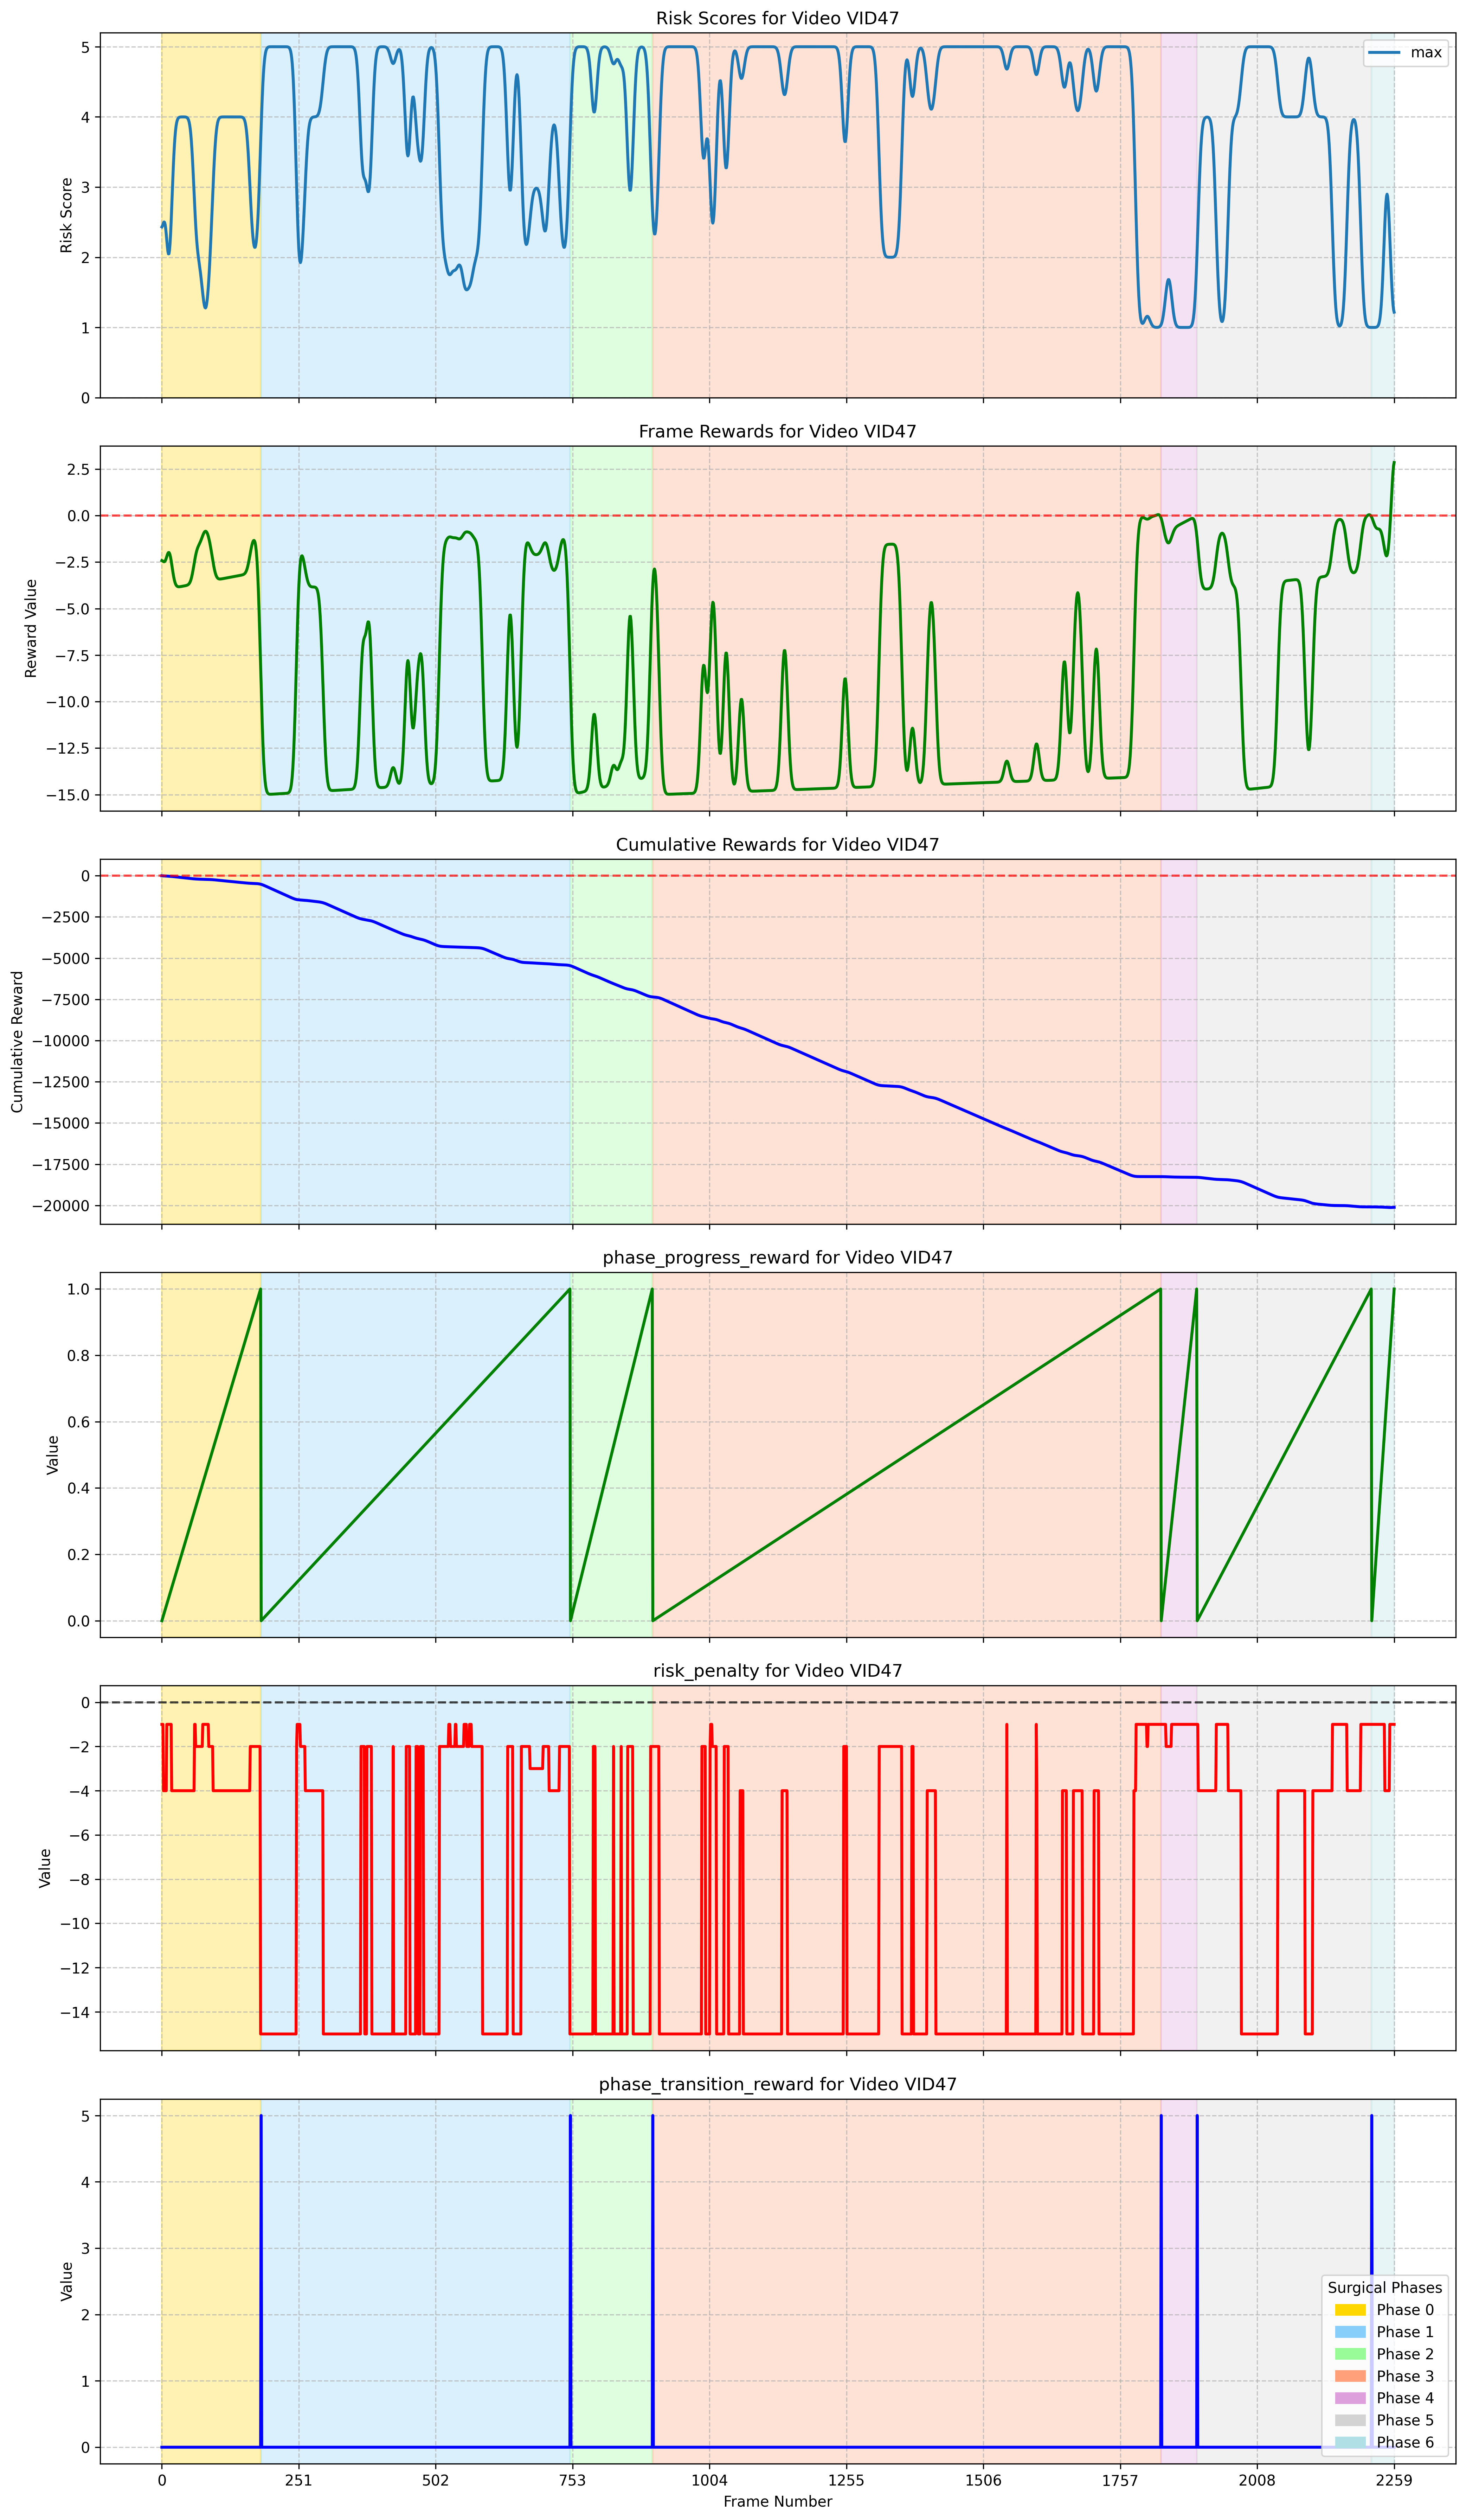 Risk Scores for Video VID47
max
5
4
3
2
1
0
Risk Score
Frame Rewards for Video VID47
2.5
0.0
−2.5
−5.0
−7.5
−10.0
−12.5
−15.0
Reward Value
Cumulative Rewards for Video VID47
0
−2500
−5000
−7500
−10000
−12500
−15000
−17500
−20000
Cumulative Reward
phase_progress_reward for Video VID47
1.0
0.8
0.6
0.4
0.2
0.0
Value
risk_penalty for Video VID47
0
−2
−4
−6
−8
−10
−12
−14
Value
phase_transition_reward for Video VID47
5
4
3
2
1
0
Value
Surgical Phases
Phase 0
Phase 1
Phase 2
Phase 3
Phase 4
Phase 5
Phase 6
0 251 502 753 1004 1255 1506 1757 2008 2259
Frame Number